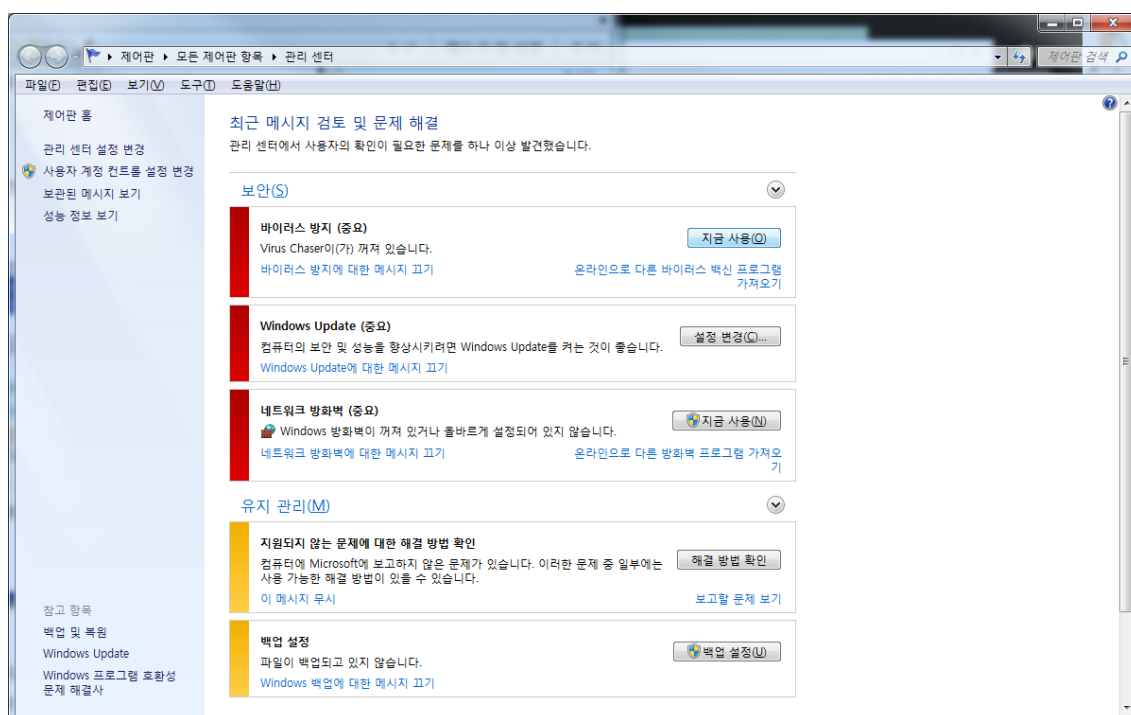 제어판 ▸ 모든 제어판 항목 ▸ 관리 센터
제어판 검색
파일(F) 편집(E) 보기(V) 도구(T) 도움말(H)
제어판 홈
관리 센터 설정 변경
사용자 계정 컨트롤 설정 변경
보관된 메시지 보기
성능 정보 보기
최근 메시지 검토 및 문제 해결
관리 센터에서 사용자의 확인이 필요한 문제를 하나 이상 발견했습니다.
보안(S)
바이러스 방지 (중요)
Virus Chaser이(가) 꺼져 있습니다.
지금 사용(O)
바이러스 방지에 대한 메시지 끄기
온라인으로 다른 바이러스 백신 프로그램
가져오기
Windows Update (중요)
컴퓨터의 보안 및 성능을 향상시키려면 Windows Update를 켜는 것이 좋습니다.
설정 변경(C)...
Windows Update에 대한 메시지 끄기
네트워크 방화벽 (중요)
Windows 방화벽이 꺼져 있거나 올바르게 설정되어 있지 않습니다.
지금 사용(N)
네트워크 방화벽에 대한 메시지 끄기
온라인으로 다른 방화벽 프로그램 가져오
기
유지 관리(M)
지원되지 않는 문제에 대한 해결 방법 확인
컴퓨터에 Microsoft에 보고하지 않은 문제가 있습니다. 이러한 문제 중 일부에는
사용 가능한 해결 방법이 있을 수 있습니다.
해결 방법 확인
이 메시지 무시
보고할 문제 보기
백업 설정
파일이 백업되고 있지 않습니다.
백업 설정(U)
Windows 백업에 대한 메시지 끄기
참고 항목
백업 및 복원
Windows Update
Windows 프로그램 호환성
문제 해결사